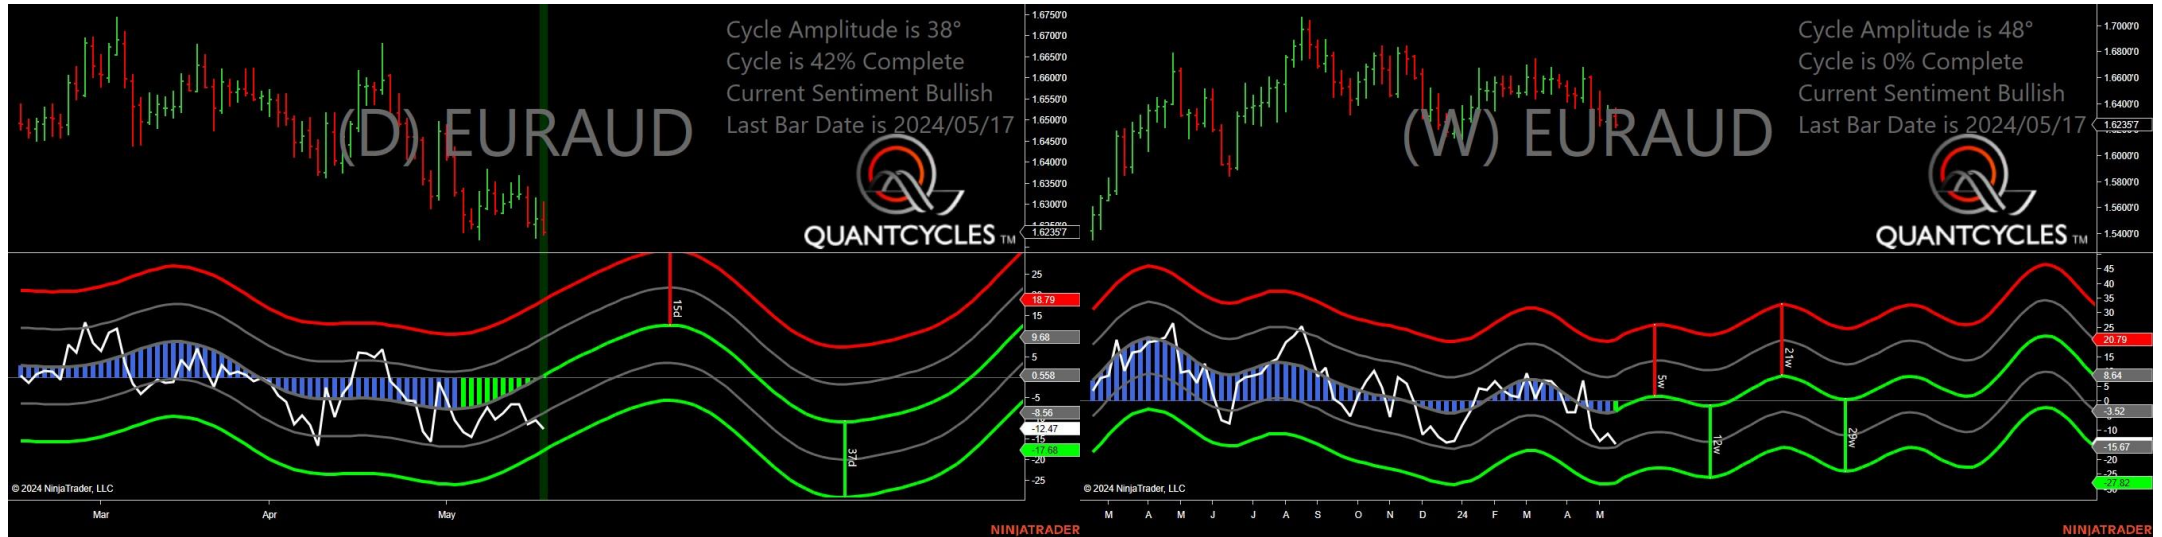 Cycle Amplitude is 38°
Cycle is 42% Complete
Current Sentiment Bullish
Last Bar Date is 2024/05/17
(D) EURAUD
QUANTCYCLES TM
1.6750'0
1.6700'0
1.6650'0
1.6600'0
1.6550'0
1.6500'0
1.6450'0
1.6400'0
1.6350'0
1.6300'0
1.6235'7
15d
37d
25
18.79
15
9.68
5
0.558
-5
-8.56
-12.47
-15
-17.68
-20
-25
© 2024 NinjaTrader, LLC
Mar Apr May
NINJATRADER
Cycle Amplitude is 48°
Cycle is 0% Complete
Current Sentiment Bullish
Last Bar Date is 2024/05/17
(W) EURAUD
QUANTCYCLES TM
1.7000'0
1.6800'0
1.6600'0
1.6400'0
1.6235'7
1.6000'0
1.5800'0
1.5600'0
1.5400'0
5w
12w
21w
29w
45
40
35
30
25
20.79
15
8.64
5
0
-3.52
-10
-15.67
-20
-25
-27.82
© 2024 NinjaTrader, LLC
M A M J J A S O N D 24 F M A M
NINJATRADER